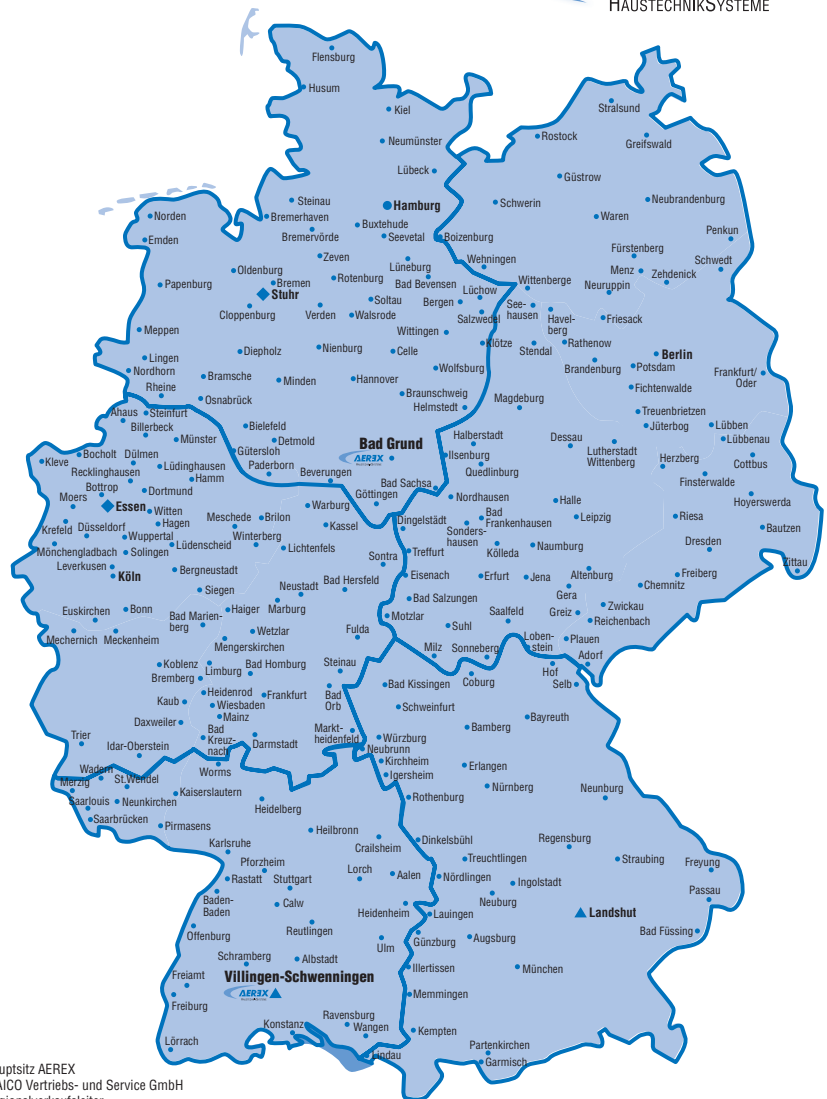 HAUSTECHNIKSYSTEME
Flensburg
Husum
Kiel
Stralsund
Rostock
Greifswald
Neumünster
Lübeck
Güstrow
Steinau
Hamburg
Schwerin
Neubrandenburg
Norden
Bremerhaven
Waren
Buxtehude
Bremervörde
Seevetal
Boizenburg
Penkun
Emden
Fürstenberg
Zeven
Wehningen
Schwedt
Oldenburg
Lüneburg
Menz
Zehdenick
Papenburg
Bremen
Rotenburg
Bad Bevensen
Wittenberge
Neuruppin
Stuhr
Lüchow
Soltau
Bergen
See-
hausen
Havel-
berg
Cloppenburg
Verden
Walsrode
Salzwedel
Friesack
Meppen
Wittingen
Klötze
Stendal
Rathenow
Nienburg
Diepholz
Celle
Berlin
Lingen
Brandenburg
Potsdam
Nordhorn
Wolfsburg
Frankfurt/
Oder
Bramsche
Minden
Hannover
Rheine
Fichtenwalde
Osnabrück
Braunschweig
Magdeburg
Helmstedt
Treuenbrietzen
Ahaus
Steinfurt
Jüterbog
Lübben
Billerbeck
Bielefeld
Lübbenau
Münster
Detmold
Bad Grund
Halberstadt
Dessau
Gütersloh
AEREX
Ilsenburg
Lutherstadt
Wittenberg
Bocholt
Dülmen
Kleve
Lüdinghausen
Paderborn
Quedlinburg
Herzberg
Cottbus
Recklinghausen
Hamm
Beverungen
Bad Sachsa
Finsterwalde
Bottrop
Dortmund
Göttingen
Nordhausen
Halle
Hoyerswerda
Moers
Essen
Witten
Warburg
Bad
Frankenhausen
Meschede
Brilon
Dingelstädt
Leipzig
Riesa
Krefeld
Düsseldorf
Hagen
Kassel
Sonders-
hausen
Bautzen
Wuppertal
Winterberg
Dresden
Mönchengladbach
Solingen
Lüdenscheid
Lichtenfels
Treffurt
Kölleda
Naumburg
Leverkusen
Sontra
Zittau
Köln
Bergneustadt
Eisenach
Erfurt
Jena
Altenburg
Freiberg
Siegen
Neustadt
Bad Hersfeld
Gera
Chemnitz
Bad Salzungen
Euskirchen
Bonn
Haiger
Marburg
Saalfeld
Greiz
Zwickau
Bad Marien-
berg
Motzlar
Reichenbach
Mechernich
Meckenheim
Wetzlar
Fulda
Suhl
Mengerkirchen
Loben-
stein
Plauen
Milz
Sonneberg
Adorf
Koblenz
Limburg
Bad Homburg
Steinau
Hof
Bremberg
Coburg
Selb
Heidenrod
Frankfurt
Bad
Orb
Bad Kissingen
Kaub
Wiesbaden
Schweinfurt
Mainz
Bayreuth
Daxweiler
Bad
Kreuz-
nach
Markt-
heidenfeld
Bamberg
Trier
Darmstadt
Würzburg
Idar-Oberstein
Neubrunn
Kirchheim
Erlangen
Wadern
Worms
Igersheim
Merzig
St.Wendel
Nürnberg
Neunburg
Kaiserslautern
Rothenburg
Saarlouis
Neunkirchen
Heidelberg
Saarbrücken
Pirmasens
Heilbronn
Karlsruhe
Crailsheim
Dinkelsbühl
Regensburg
Pforzheim
Treuchtlingen
Straubing
Freyung
Rastatt
Stuttgart
Lorch
Aalen
Nördlingen
Ingolstadt
Passau
Baden-
Baden
Calw
Neuburg
Heidenheim
Lauingen
Landshut
Reutlingen
Offenburg
Bad Füssing
Günzburg
Augsburg
Ulm
Schramberg
Albstadt
Illertissen
München
Freiamt
Villingen-Schwenningen
AEREX
Memmingen
Freiburg
Ravensburg
Konstanz
Wangen
Kempten
Lörrach
Partenkirchen
Lindau
Garmisch
uptsitz AEREX
AICO Vertriebs- und Service GmbH